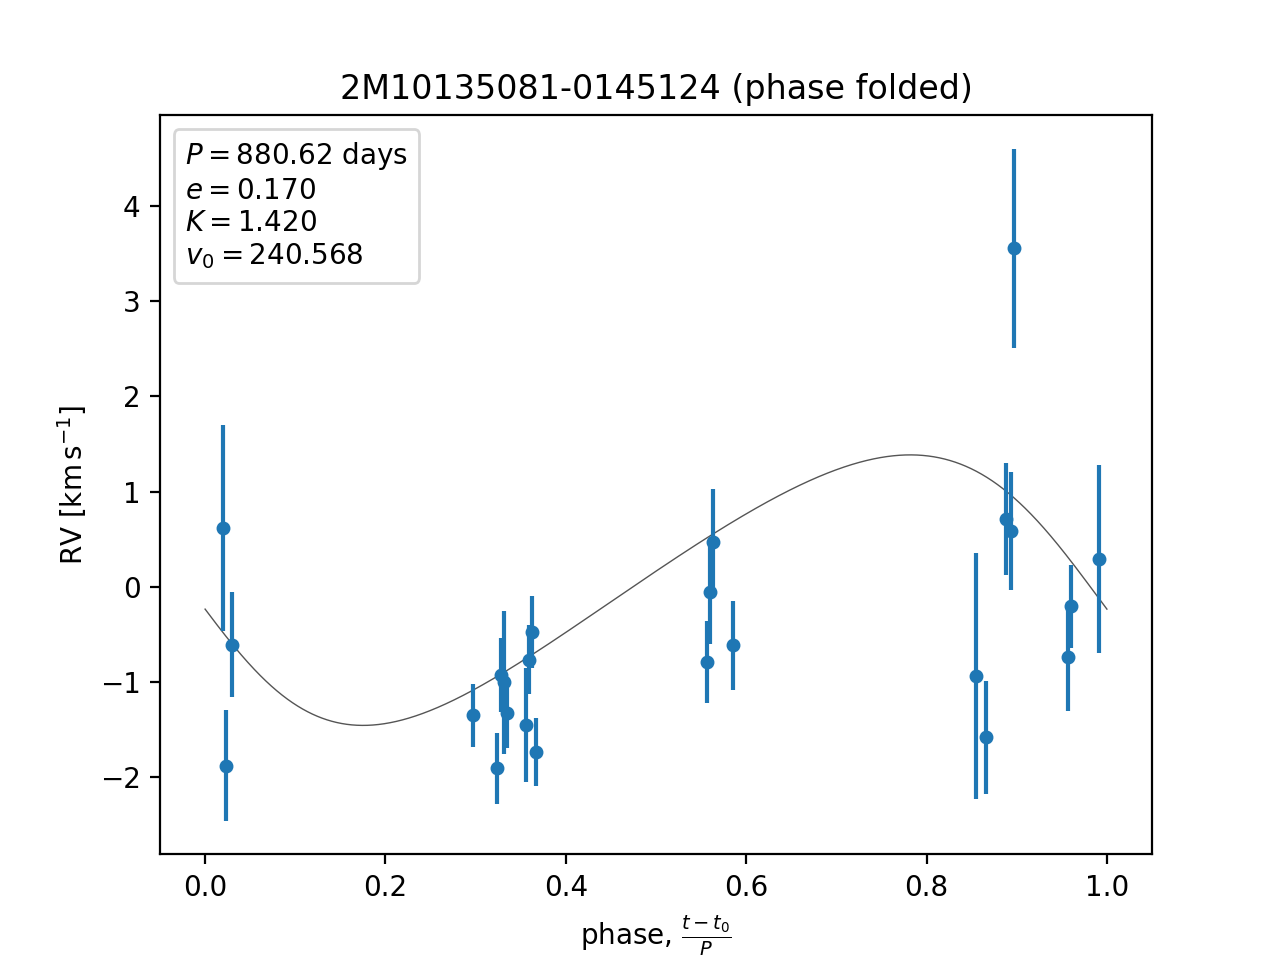 2M10135081-0145124 (phase folded)
P = 880.62 days
e = 0.170
K = 1.420
v₀ = 240.568
4
3
2
1
0
−1
−2
RV [km s⁻¹]
0.0 0.2 0.4 0.6 0.8 1.0
phase, (t − t₀)/P